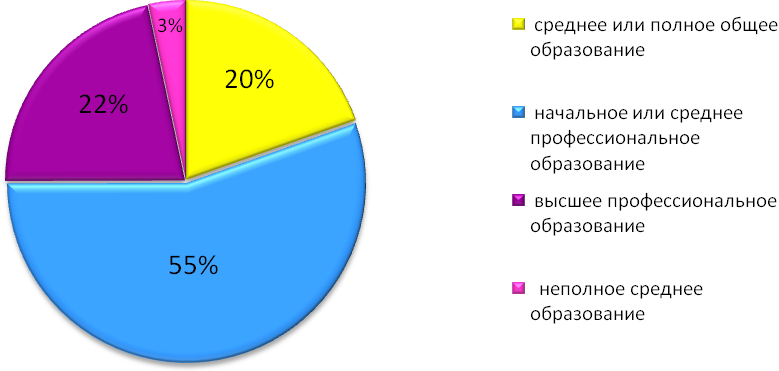 3%
20%
22%
55%
среднее или полное общее
образование
начальное или среднее
профессиональное
образование
высшее профессиональное
образование
неполное среднее
образование